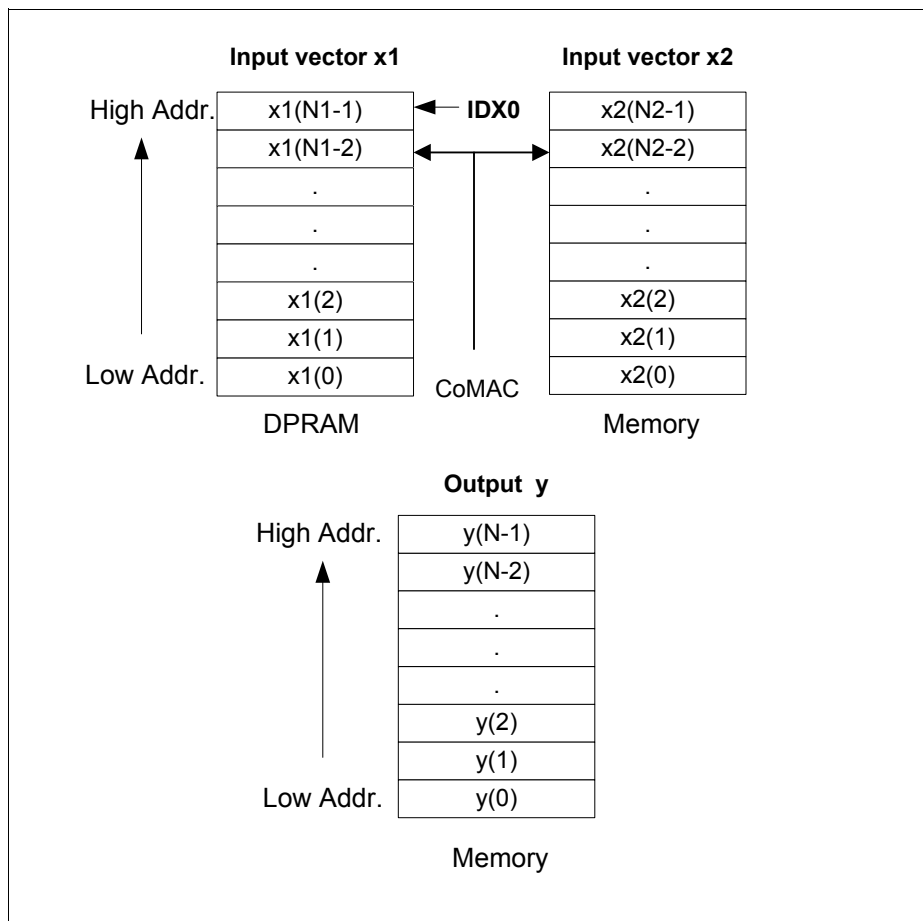 Input vector x1
Input vector x2
High Addr.
x1(N1-1)
IDX0
x2(N2-1)
x1(N1-2)
x2(N2-2)
.
.
.
.
.
.
x1(2)
x2(2)
x1(1)
x2(1)
Low Addr.
x1(0)
CoMAC
x2(0)
DPRAM
Memory
Output y
High Addr.
y(N-1)
y(N-2)
.
.
.
y(2)
y(1)
Low Addr.
y(0)
Memory